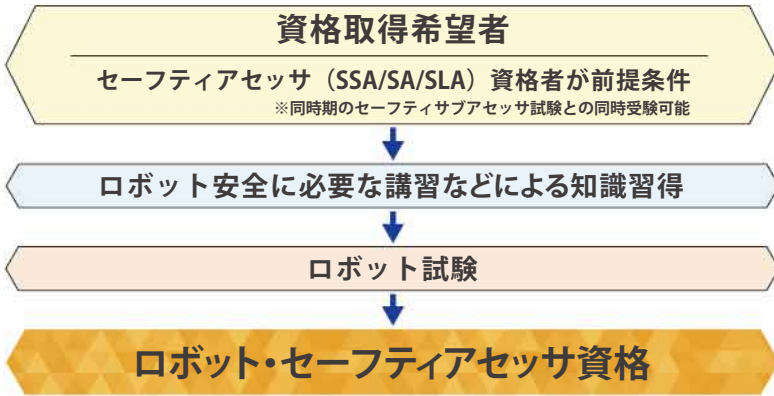 資格取得希望者
セーフティアセッサ（SSA/SA/SLA）資格者が前提条件
※同時期のセーフティサブアセッサ試験との同時受験可能
ロボット安全に必要な講習などによる知識習得
ロボット試験
ロボット・セーフティアセッサ資格